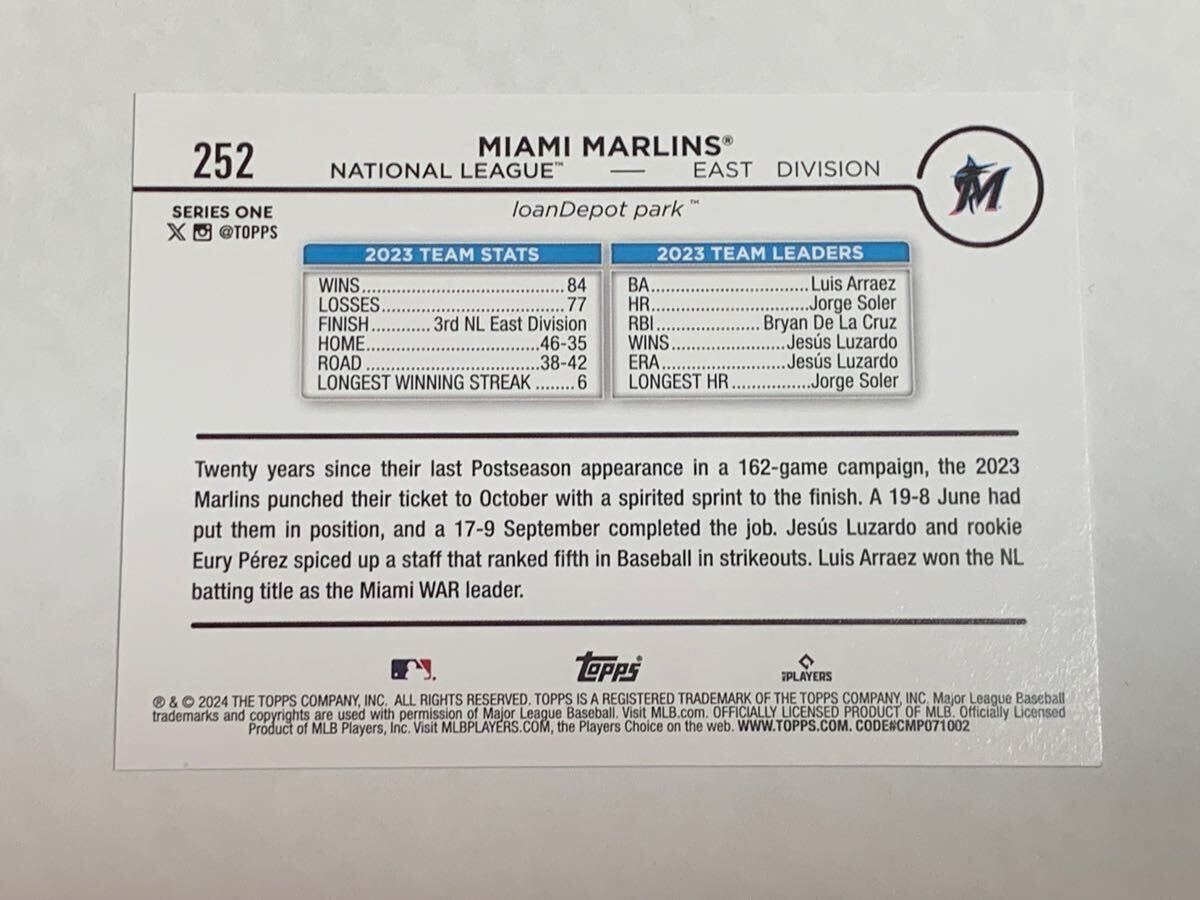 252
MIAMI MARLINS®
NATIONAL LEAGUE™ — EAST DIVISION
M
SERIES ONE
X @TOPPS
loanDepot park™
2023 TEAM STATS
WINS..............................84
LOSSES...........................77
FINISH............3rd NL East Division
HOME..........................46-35
ROAD..........................38-42
LONGEST WINNING STREAK ........6
2023 TEAM LEADERS
BA............................Luis Arraez
HR............................Jorge Soler
RBI....................Bryan De La Cruz
WINS......................Jesús Luzardo
ERA.......................Jesús Luzardo
LONGEST HR ...............Jorge Soler
Twenty years since their last Postseason appearance in a 162-game campaign, the 2023
Marlins punched their ticket to October with a spirited sprint to the finish. A 19-8 June had
put them in position, and a 17-9 September completed the job. Jesús Luzardo and rookie
Eury Pérez spiced up a staff that ranked fifth in Baseball in strikeouts. Luis Arraez won the NL
batting title as the Miami WAR leader.
topps®
PLAYERS
® & © 2024 THE TOPPS COMPANY, INC. ALL RIGHTS RESERVED. TOPPS IS A REGISTERED TRADEMARK OF THE TOPPS COMPANY, INC. Major League Baseball
trademarks and copyrights are used with permission of Major League Baseball. Visit MLB.com. OFFICIALLY LICENSED PRODUCT OF MLB. Officially Licensed
Product of MLB Players, Inc. Visit MLBPLAYERS.COM, the Players Choice on the web. WWW.TOPPS.COM. CODE#CMP071002